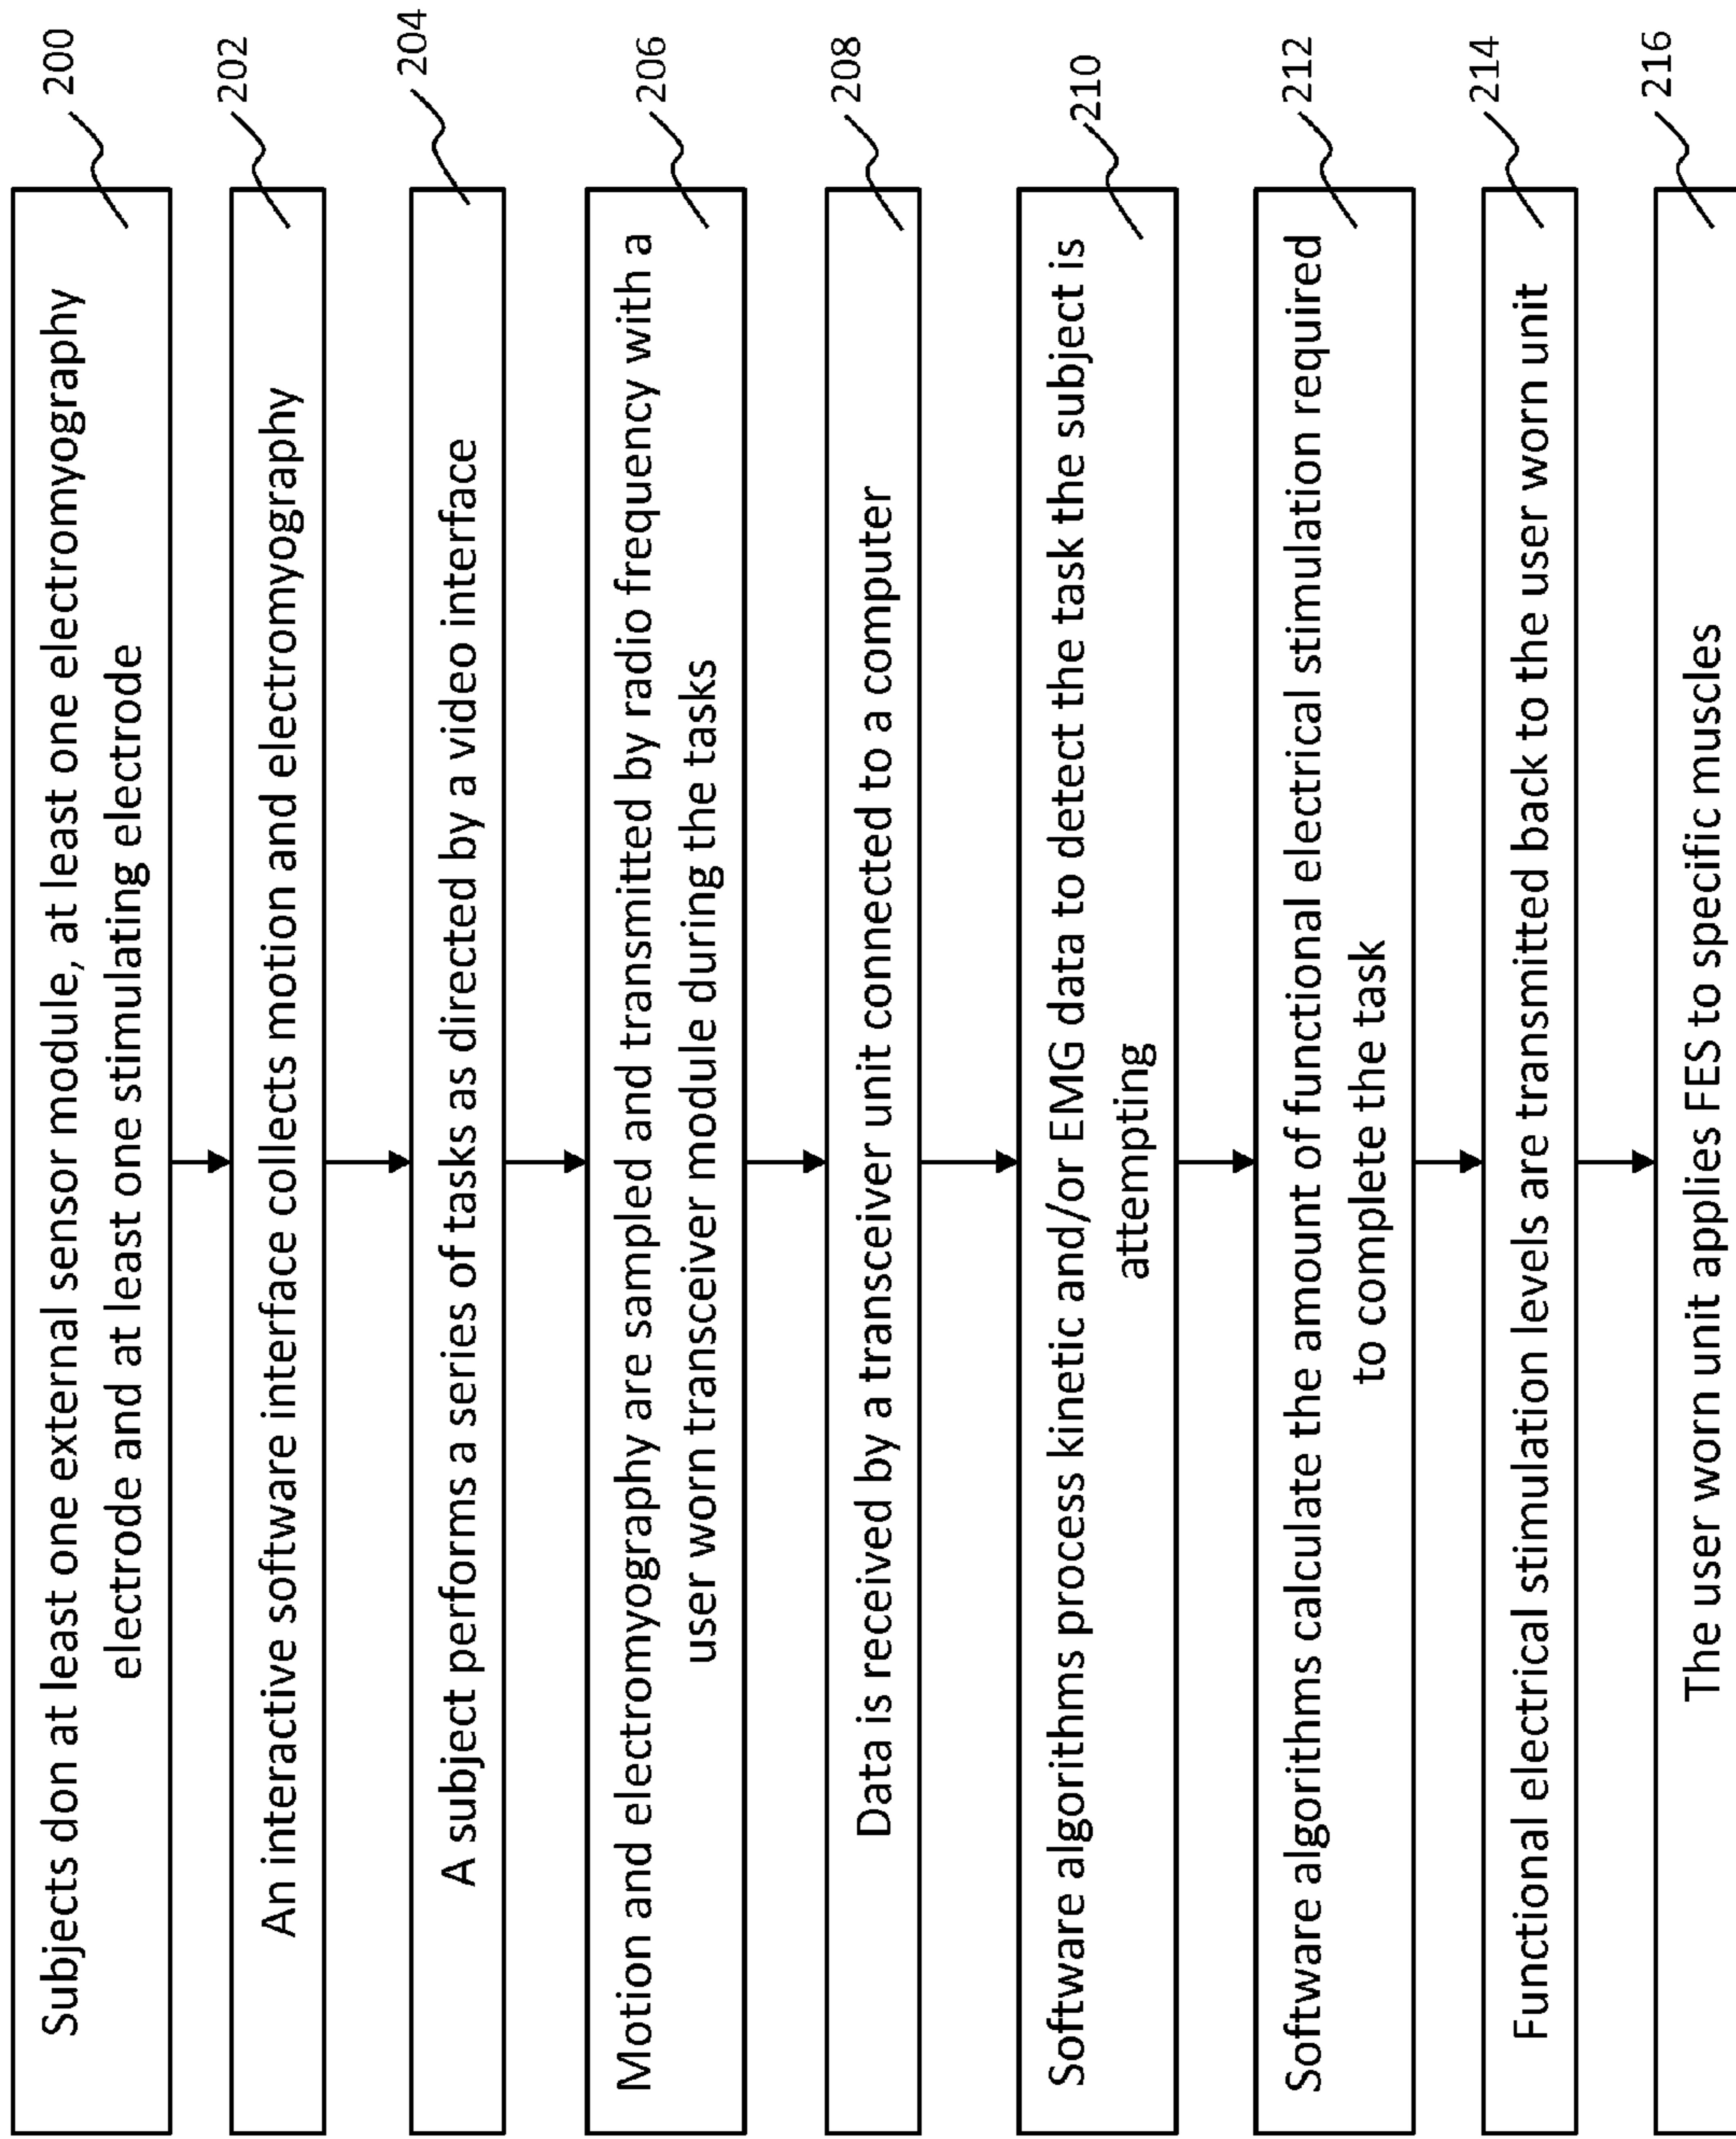 Subjects don at least one external sensor module, at least one electromyography
electrode and at least one stimulating electrode
200
An interactive software interface collects motion and electromyography
202
A subject performs a series of tasks as directed by a video interface
204
Motion and electromyography are sampled and transmitted by radio frequency with a
user worn transceiver module during the tasks
206
Data is received by a transceiver unit connected to a computer
208
Software algorithms process kinetic and/or EMG data to detect the task the subject is
attempting
210
Software algorithms calculate the amount of functional electrical stimulation required
to complete the task
212
Functional electrical stimulation levels are transmitted back to the user worn unit
214
The user worn unit applies FES to specific muscles
216